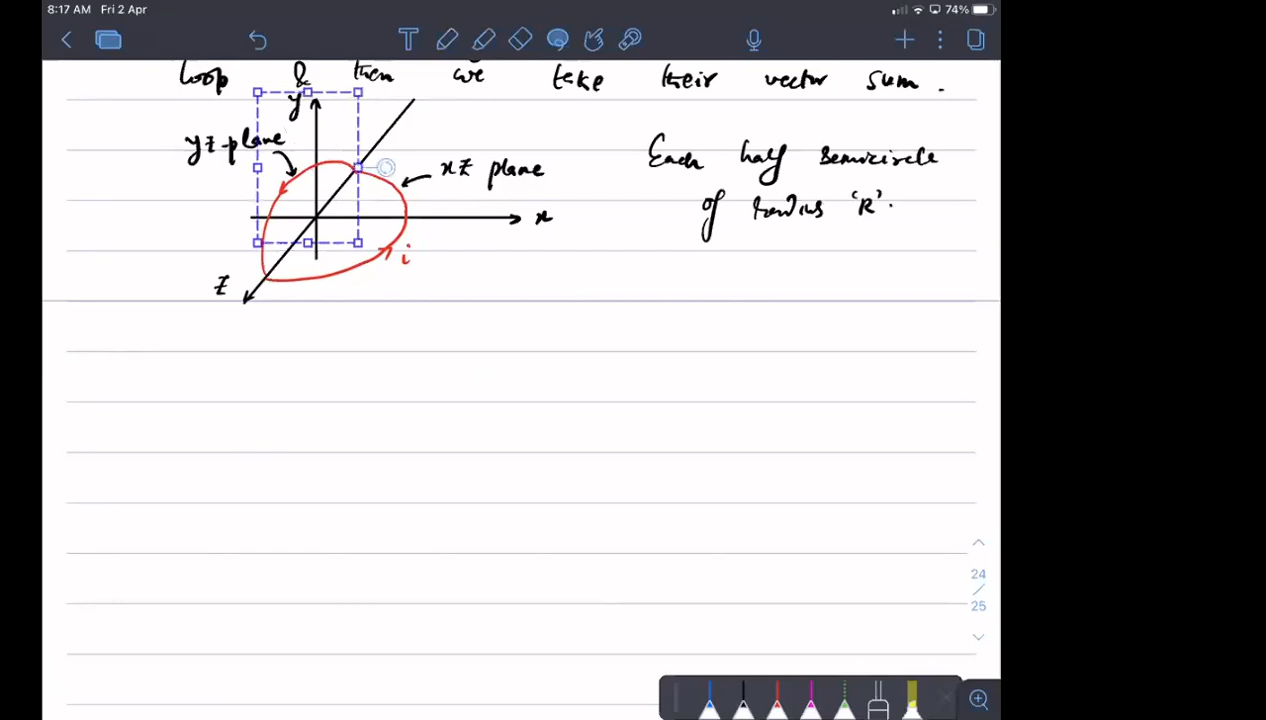 8:17 AM Fri 2 Apr
74%
T
loop & then we take their vector sum.
y
yz-plane
xz plane
x
i
z
Each half semicircle
of radius 'R'.
24
/
25